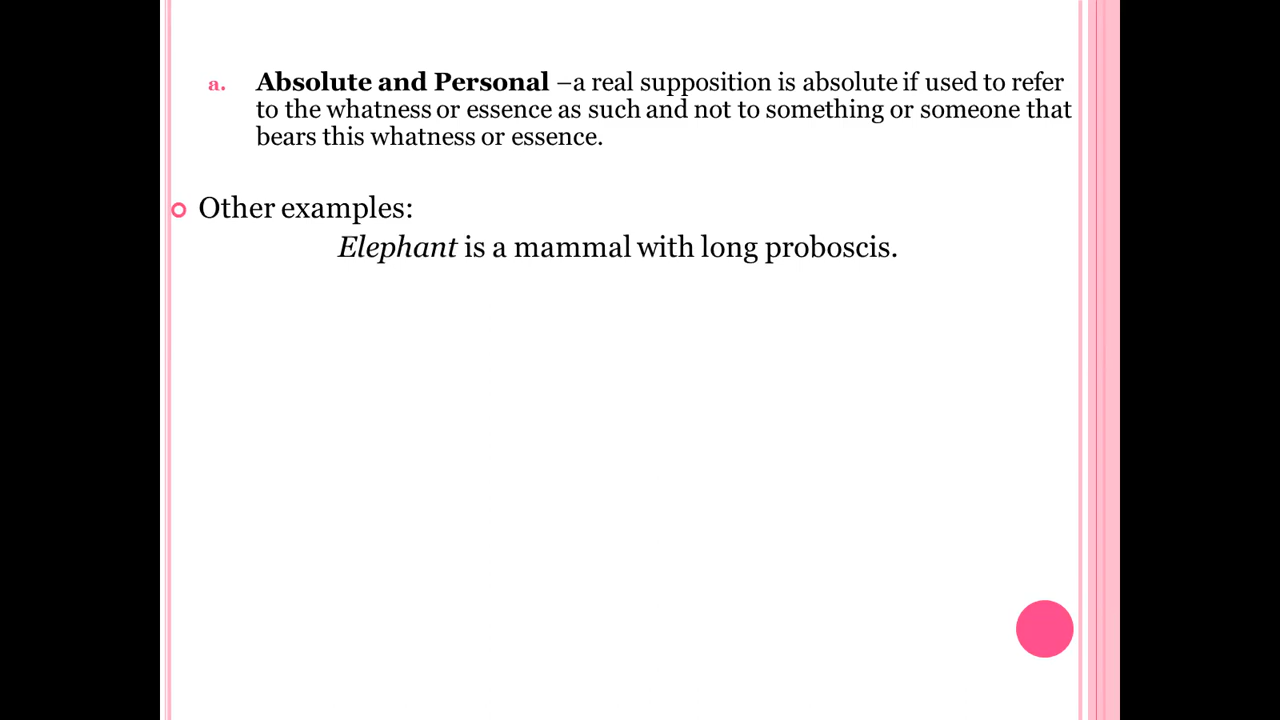 a. Absolute and Personal –a real supposition is absolute if used to refer
to the whatness or essence as such and not to something or someone that
bears this whatness or essence.
Other examples:
Elephant is a mammal with long proboscis.